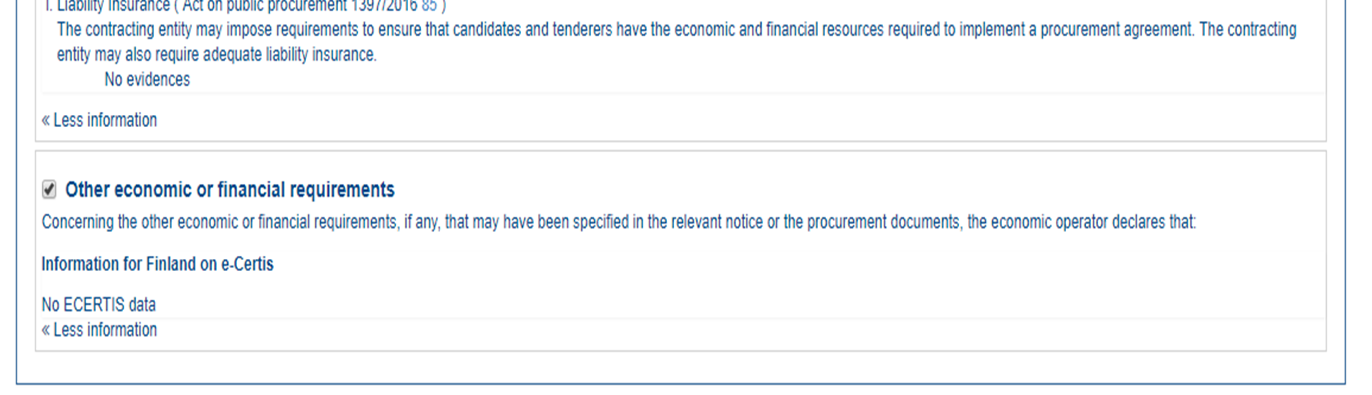 1. Liability insurance ( Act on public procurement 1397/2016 85 )
The contracting entity may impose requirements to ensure that candidates and tenderers have the economic and financial resources required to implement a procurement agreement. The contracting
entity may also require adequate liability insurance.
No evidences
« Less information
Other economic or financial requirements
Concerning the other economic or financial requirements, if any, that may have been specified in the relevant notice or the procurement documents, the economic operator declares that:
Information for Finland on e-Certis
No ECERTIS data
« Less information